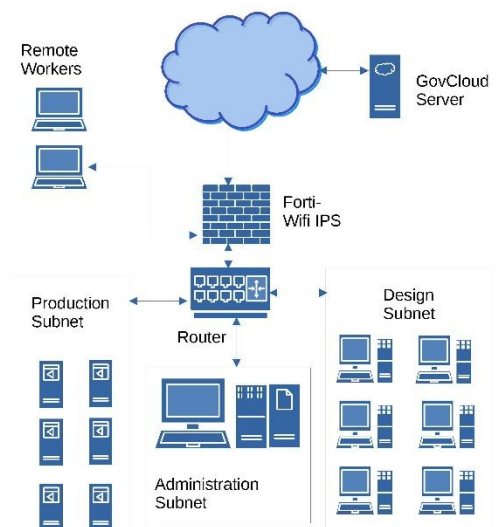 Remote
Workers
GovCloud
Server
Forti-
Wifi IPS
Production
Subnet
Router
Design
Subnet
Administration
Subnet